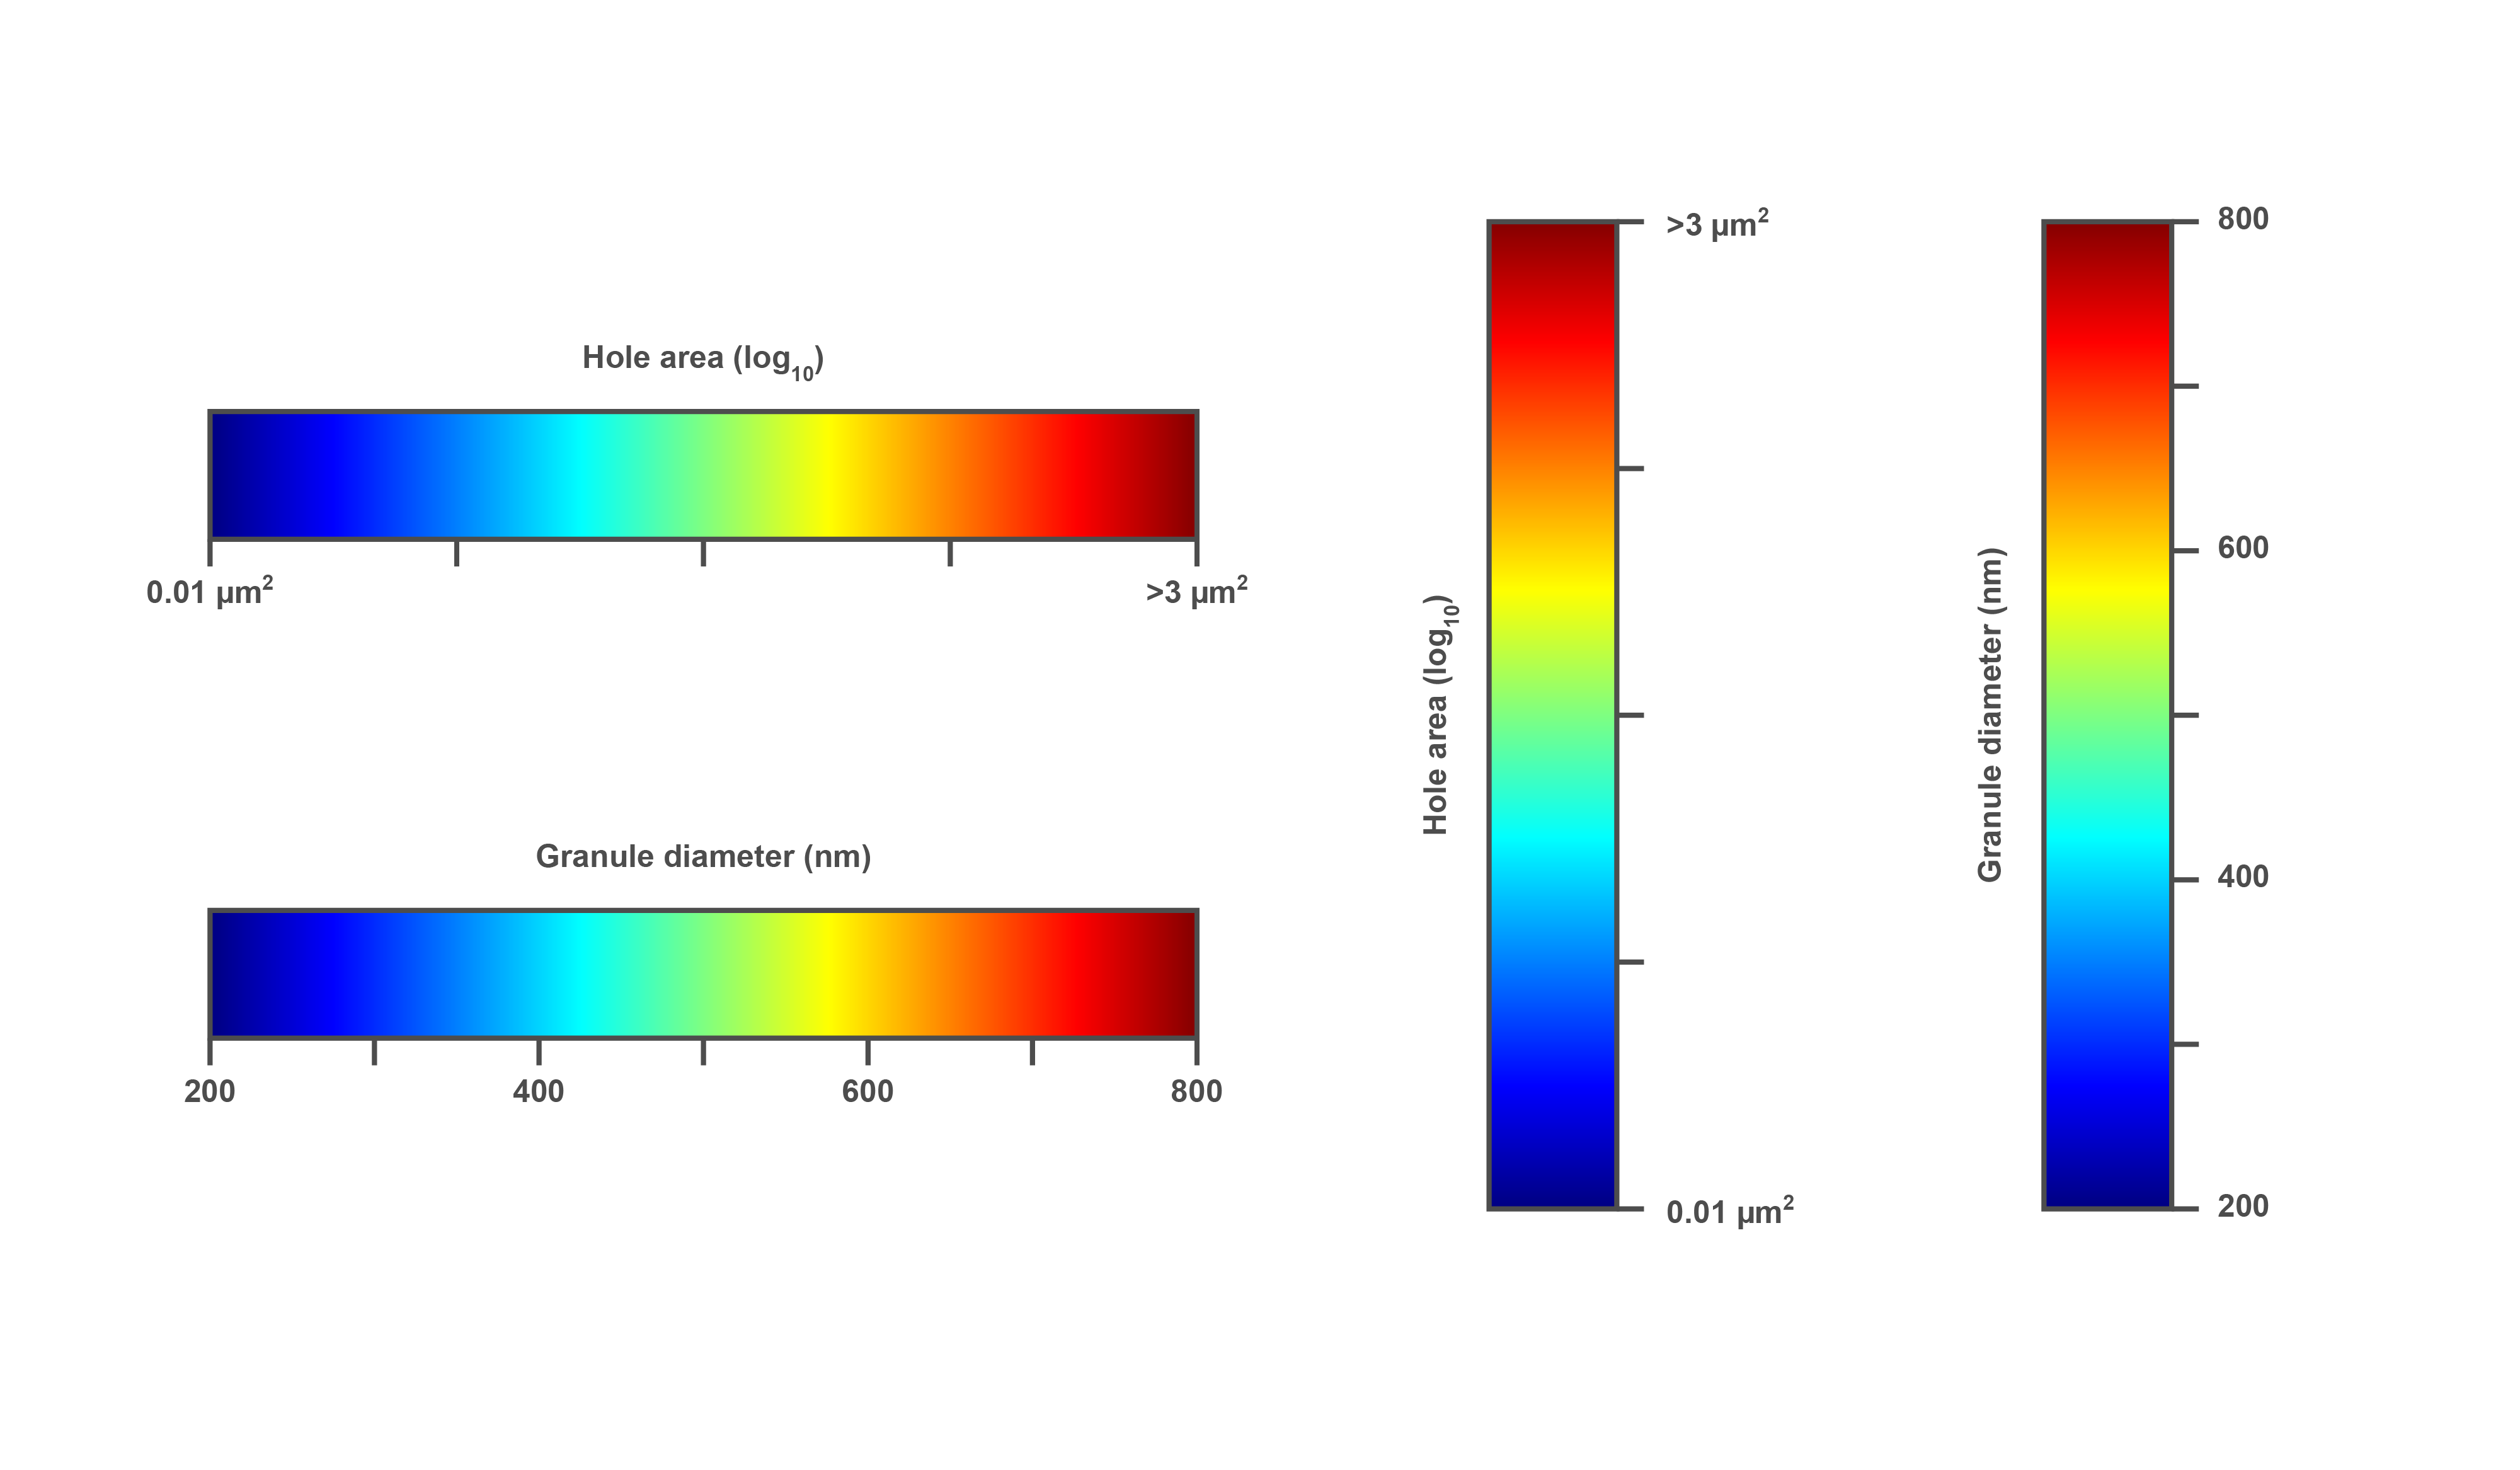 Hole area (log₁₀)
0.01 µm² >3 µm²
Granule diameter (nm)
200 400 600 800
Hole area (log₁₀)
>3 µm²
0.01 µm²
Granule diameter (nm)
800
600
400
200